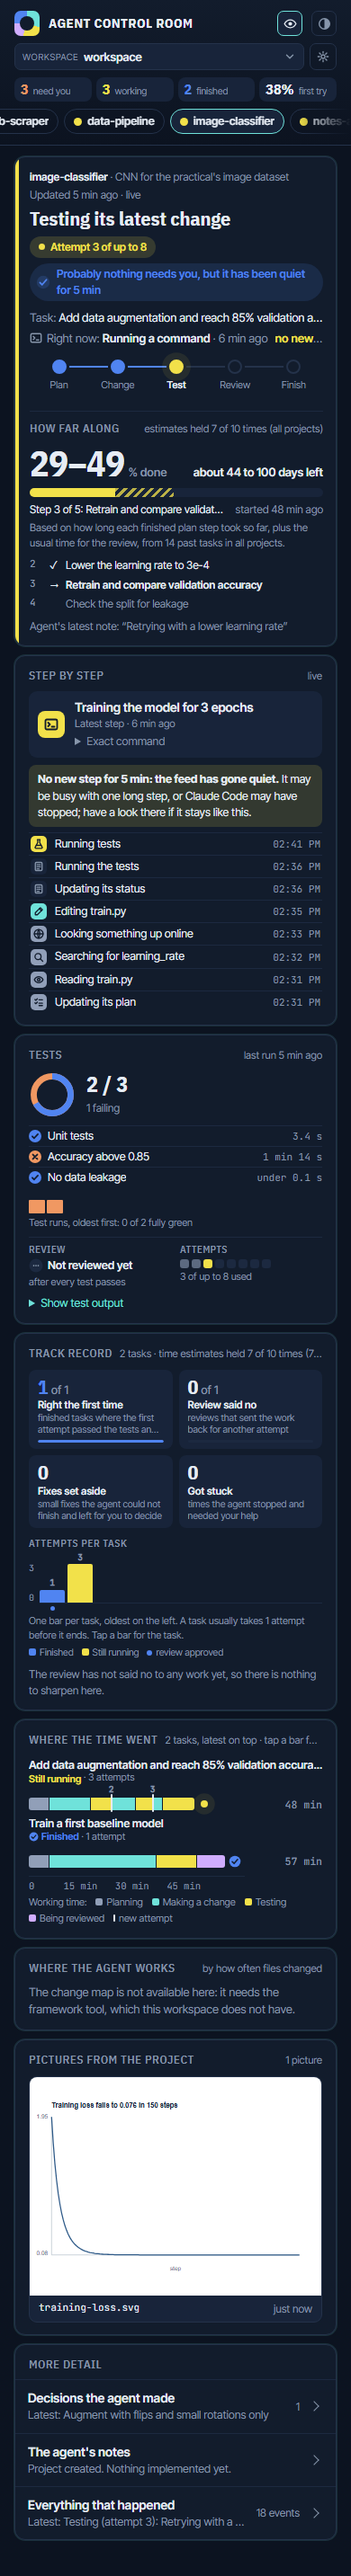 AGENT CONTROL ROOM
WORKSPACE workspace
3 need you
3 working
2 finished
38% first try
b-scraper
data-pipeline
image-classifier
notes-
image-classifier · CNN for the practical's image dataset
Updated 5 min ago · live
Testing its latest change
Attempt 3 of up to 8
Probably nothing needs you, but it has been quiet
for 5 min
Task: Add data augmentation and reach 85% validation a...
Right now: Running a command · 6 min ago no new...
Plan Change Test Review Finish
HOW FAR ALONG estimates held 7 of 10 times (all projects)
29–49 % done about 44 to 100 days left
Step 3 of 5: Retrain and compare validat... started 48 min ago
Based on how long each finished plan step took so far, plus the
usual time for the review, from 14 past tasks in all projects.
2 ✓ Lower the learning rate to 3e-4
3 → Retrain and compare validation accuracy
4 Check the split for leakage
Agent's latest note: “Retrying with a lower learning rate”
STEP BY STEP live
Training the model for 3 epochs
Latest step · 6 min ago
▶ Exact command
No new step for 5 min: the feed has gone quiet. It may
be busy with one long step, or Claude Code may have
stopped; have a look there if it stays like this.
Running tests 02:41 PM
Running the tests 02:36 PM
Updating its status 02:36 PM
Editing train.py 02:35 PM
Looking something up online 02:33 PM
Searching for learning_rate 02:32 PM
Reading train.py 02:31 PM
Updating its plan 02:31 PM
TESTS last run 5 min ago
2 / 3
1 failing
Unit tests 3.4 s
Accuracy above 0.85 1 min 14 s
No data leakage under 0.1 s
Test runs, oldest first: 0 of 2 fully green
REVIEW ATTEMPTS
Not reviewed yet
after every test passes
3 of up to 8 used
▶ Show test output
TRACK RECORD 2 tasks · time estimates held 7 of 10 times (7...
1 of 1
Right the first time
finished tasks where the first
attempt passed the tests an...
0 of 1
Review said no
reviews that sent the work
back for another attempt
0
Fixes set aside
small fixes the agent could not
finish and left for you to decide
0
Got stuck
times the agent stopped and
needed your help
ATTEMPTS PER TASK
3
0
1
3
One bar per task, oldest on the left. A task usually takes 1 attempt
before it ends. Tap a bar for the task.
Finished Still running review approved
The review has not said no to any work yet, so there is nothing
to sharpen here.
WHERE THE TIME WENT 2 tasks, latest on top · tap a bar f...
Add data augmentation and reach 85% validation accura...
Still running · 3 attempts
2 3
48 min
Train a first baseline model
Finished · 1 attempt
57 min
0 15 min 30 min 45 min
Working time: Planning Making a change Testing
Being reviewed new attempt
WHERE THE AGENT WORKS by how often files changed
The change map is not available here: it needs the
framework tool, which this workspace does not have.
PICTURES FROM THE PROJECT 1 picture
Training loss falls to 0.076 in 150 steps
1.95
0.08
step
training-loss.svg just now
MORE DETAIL
Decisions the agent made
Latest: Augment with flips and small rotations only
1
The agent's notes
Project created. Nothing implemented yet.
Everything that happened
Latest: Testing (attempt 3): Retrying with a ...
18 events